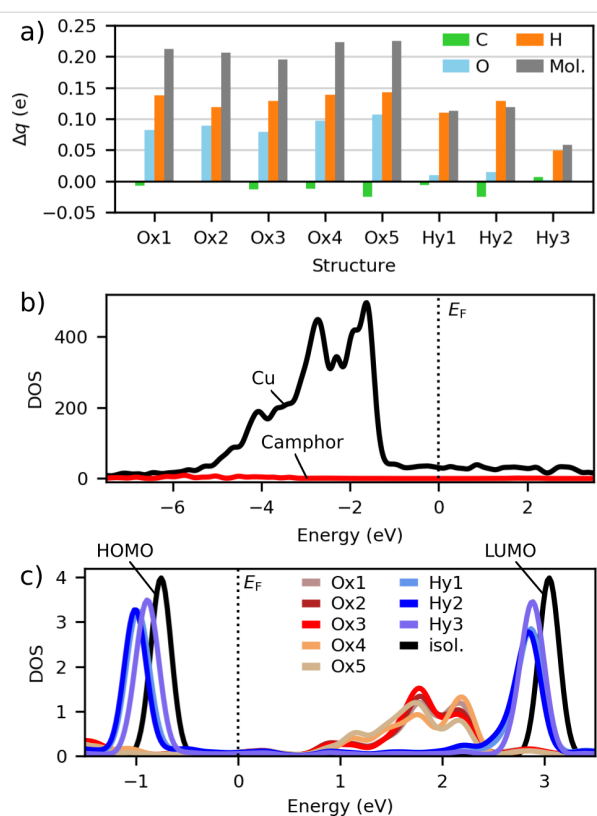 a)
Δq (e)
0.25
0.20
0.15
0.10
0.05
0.00
−0.05
C H
O Mol.
Ox1 Ox2 Ox3 Ox4 Ox5 Hy1 Hy2 Hy3
Structure
b)
DOS
400
200
0
E_F
Cu
Camphor
−6 −4 −2 0 2
Energy (eV)
HOMO LUMO
c)
DOS
4
3
2
1
0
E_F
Ox1 Hy1
Ox2 Hy2
Ox3 Hy3
Ox4 isol.
Ox5
−1 0 1 2 3
Energy (eV)